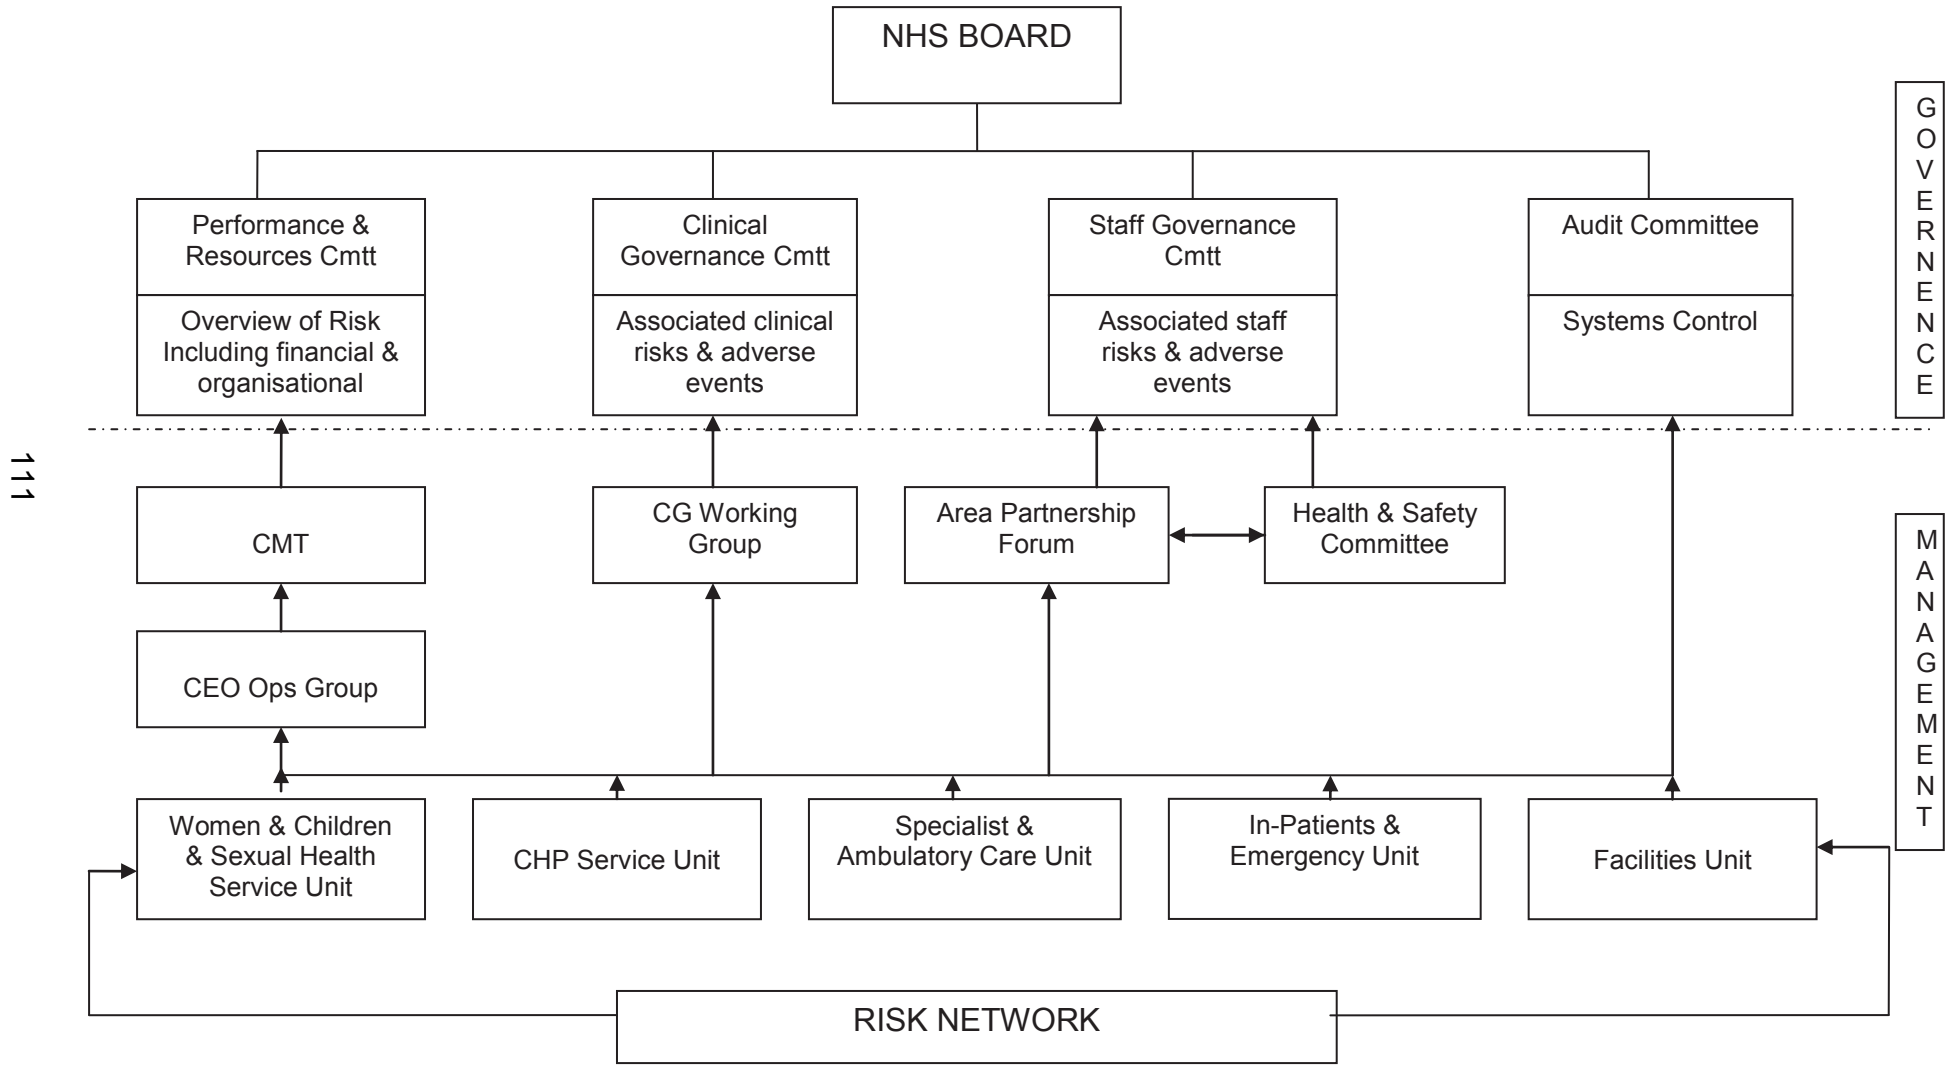 NHS BOARD
GOVERNENCE
Performance &
Resources Cmtt
Clinical
Governance Cmtt
Staff Governance
Cmtt
Audit Committee
Overview of Risk
Including financial &
organisational
Associated clinical
risks & adverse
events
Associated staff
risks & adverse
events
Systems Control
111
CMT
CG Working
Group
Area Partnership
Forum
Health & Safety
Committee
MANAGEMENT
CEO Ops Group
Women & Children
& Sexual Health
Service Unit
CHP Service Unit
Specialist &
Ambulatory Care Unit
In-Patients &
Emergency Unit
Facilities Unit
RISK NETWORK